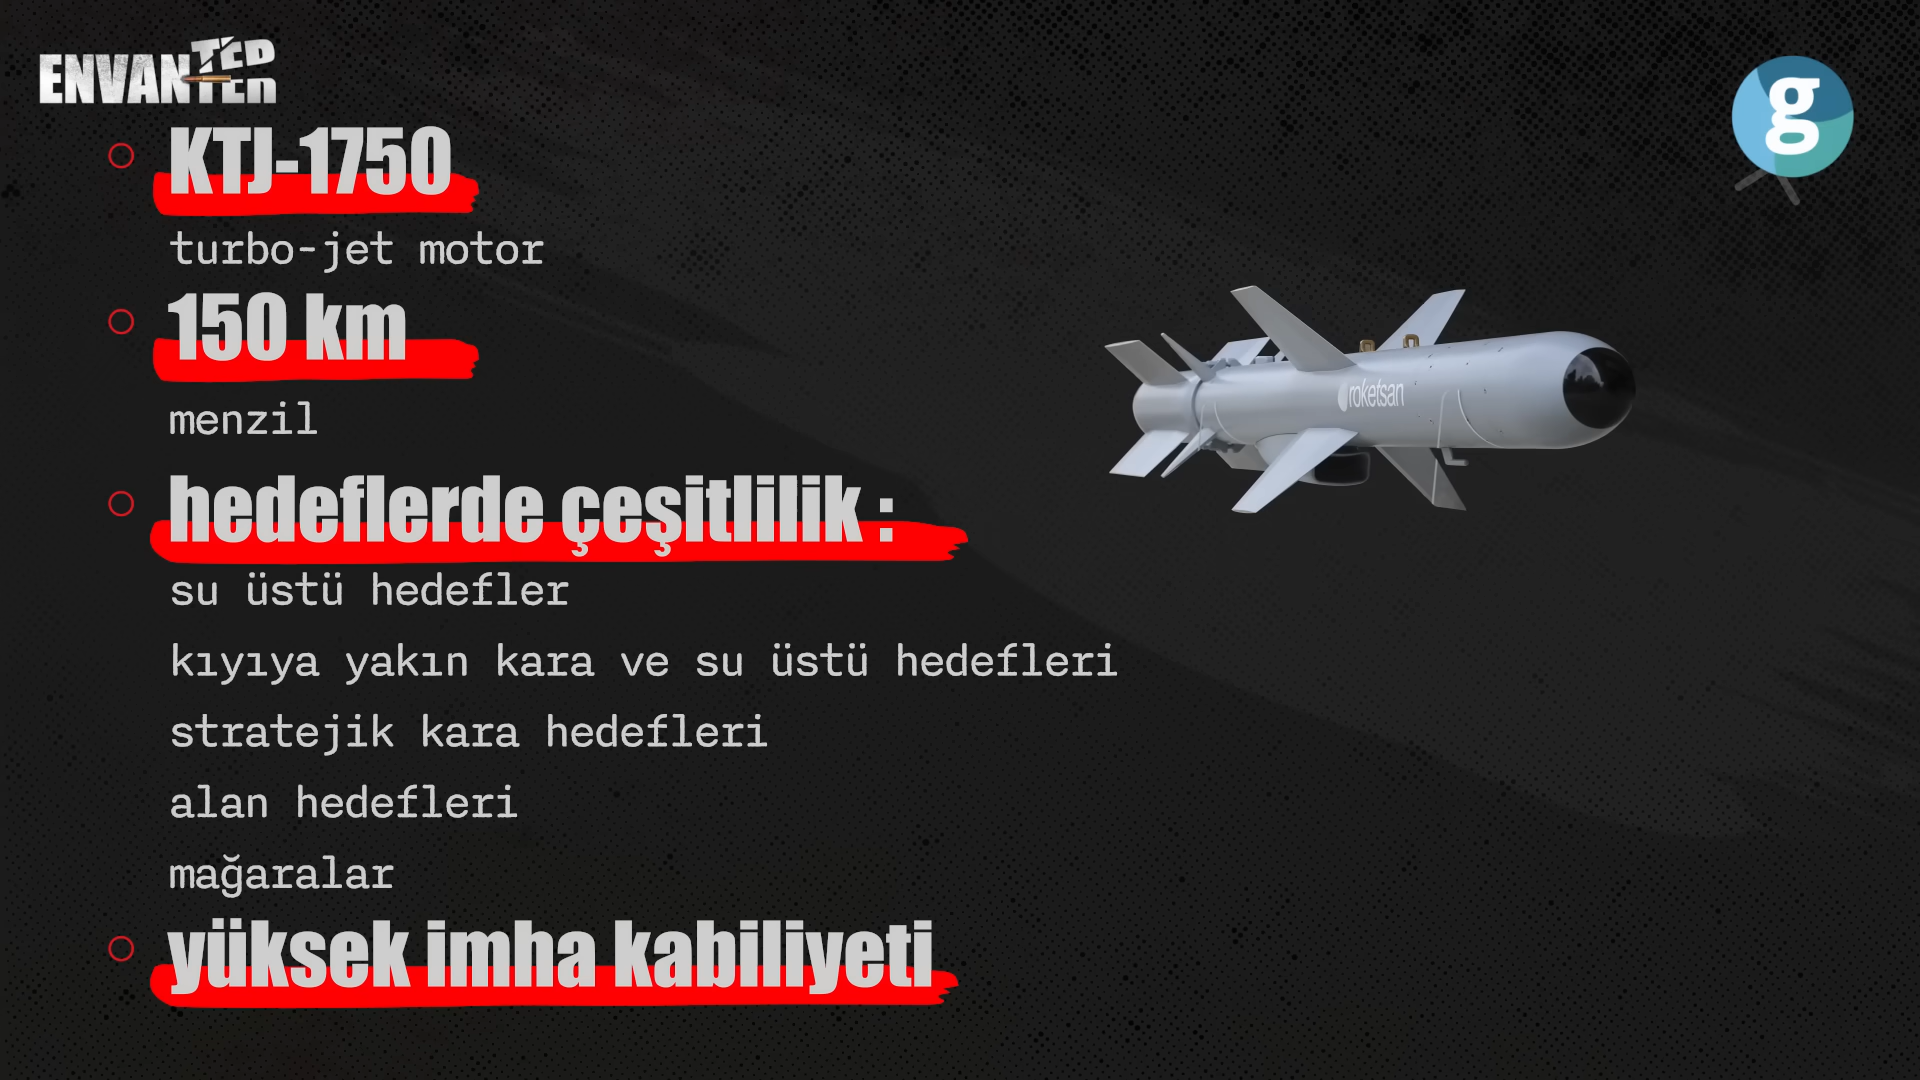 ENVANTER
g
KTJ-1750
turbo-jet motor
150 km
menzil
roketsan
hedeflerde çeşitlilik :
su üstü hedefler
kıyıya yakın kara ve su üstü hedefleri
stratejik kara hedefleri
alan hedefleri
mağaralar
yüksek imha kabiliyeti